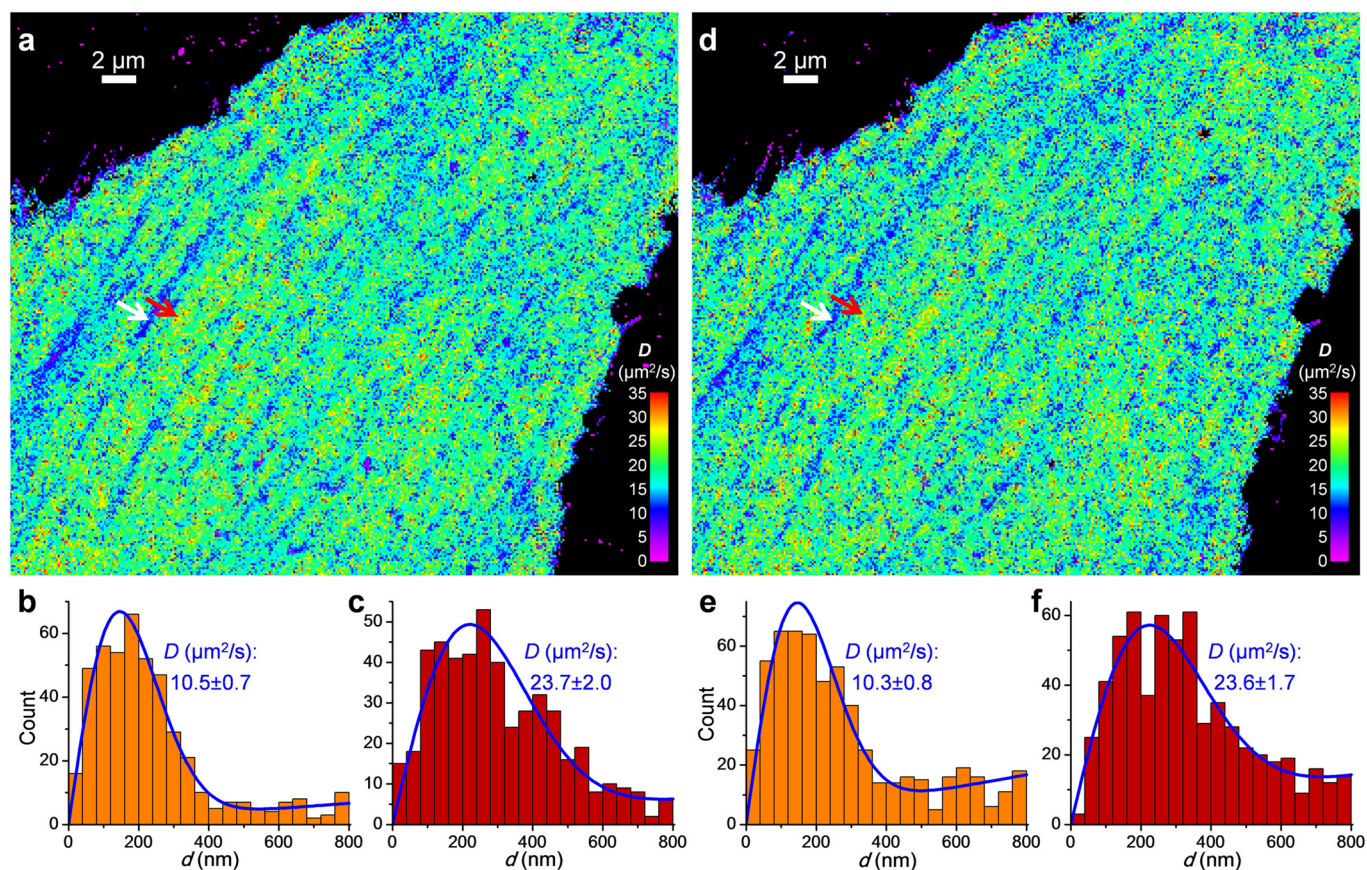 a
2 µm
D
(µm²/s)
35
30
25
20
15
10
5
0
d
2 µm
D
(µm²/s)
35
30
25
20
15
10
5
0
b
Count
60
40
20
0
D (µm²/s):
10.5±0.7
0 200 400 600 800
d (nm)
c
50
40
30
20
10
0
D (µm²/s):
23.7±2.0
0 200 400 600 800
d (nm)
e
Count
60
40
20
0
D (µm²/s):
10.3±0.8
0 200 400 600 800
d (nm)
f
60
40
20
0
D (µm²/s):
23.6±1.7
0 200 400 600 800
d (nm)